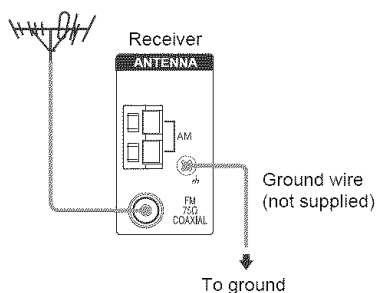 Receiver
ANTENNA
AM
FM
75Ω
COAXIAL
Ground wire
(not supplied)
To ground